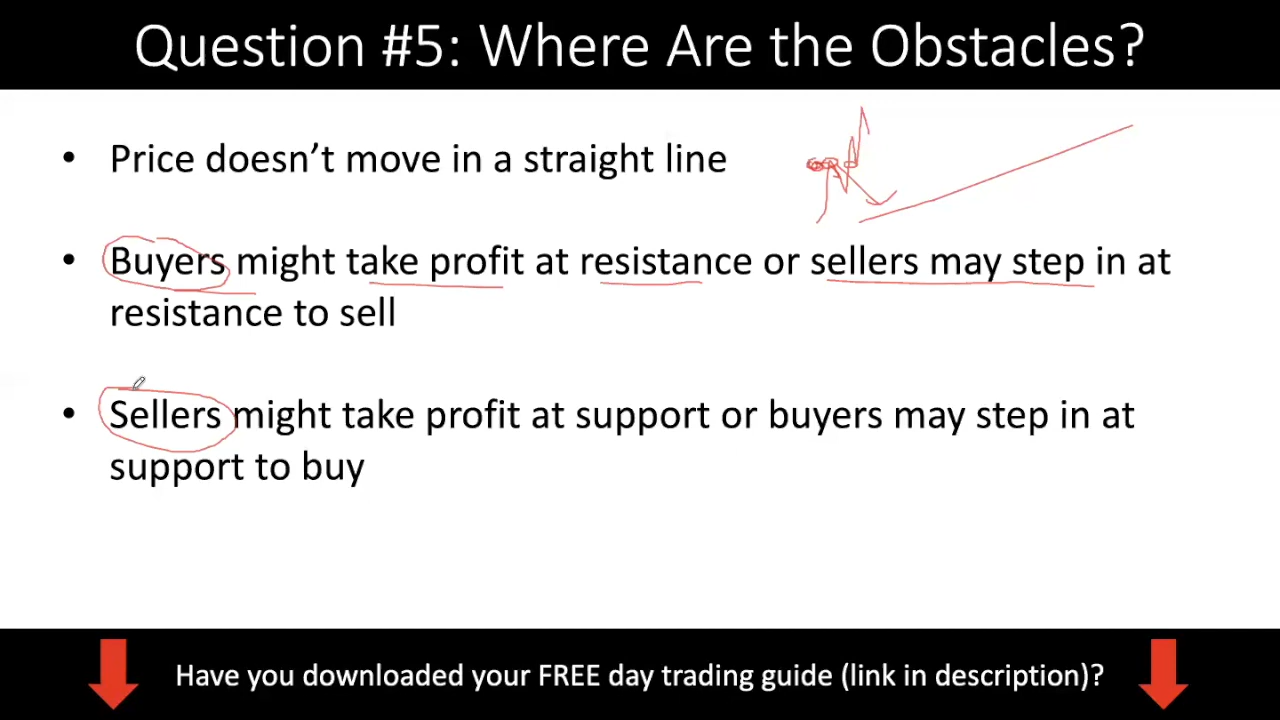 Question #5: Where Are the Obstacles?
• Price doesn’t move in a straight line
• Buyers might take profit at resistance or sellers may step in at
resistance to sell
• Sellers might take profit at support or buyers may step in at
support to buy
Have you downloaded your FREE day trading guide (link in description)?